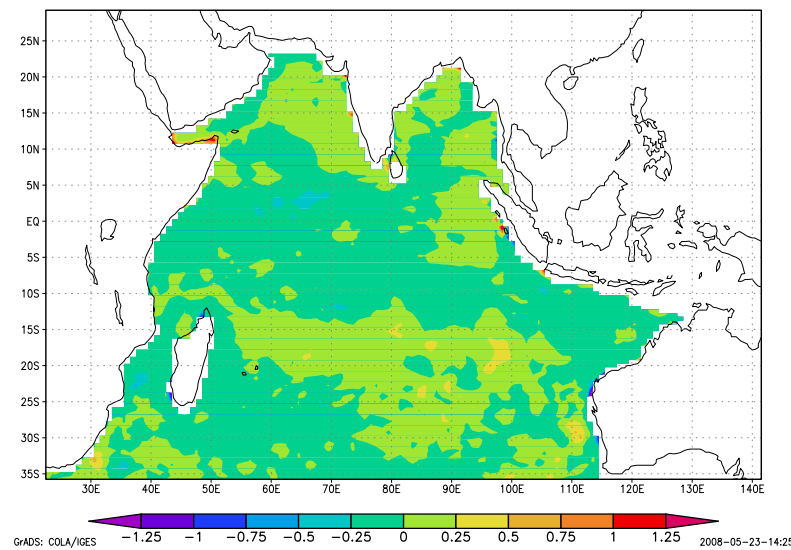 25N
20N
15N
10N
5N
EQ
5S
10S
15S
20S
25S
30S
35S
30E 40E 50E 60E 70E 80E 90E 100E 110E 120E 130E 140E
-1.25 -1 -0.75 -0.5 -0.25 0 0.25 0.5 0.75 1 1.25
GrADS: COLA/IGES 2008-05-23-14:25